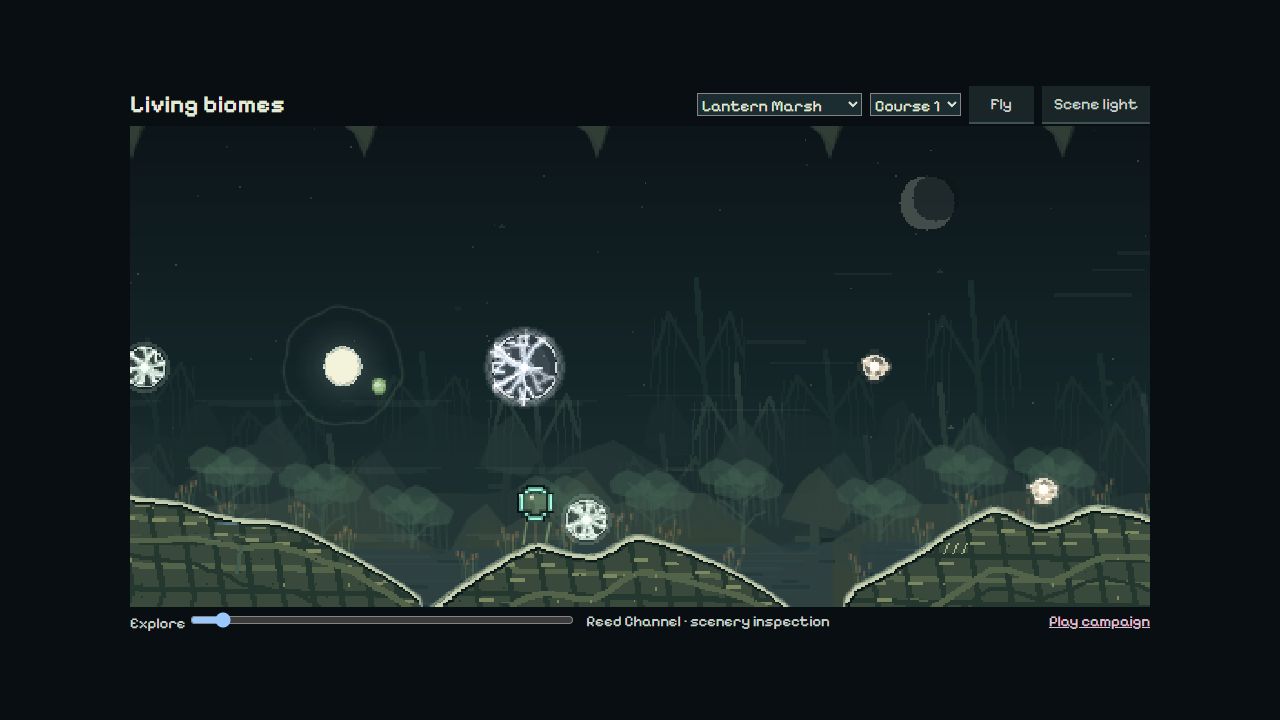 Living biomes
Lantern Marsh
Course 1
Fly
Scene light
Explore
Reed Channel · scenery inspection
Play campaign